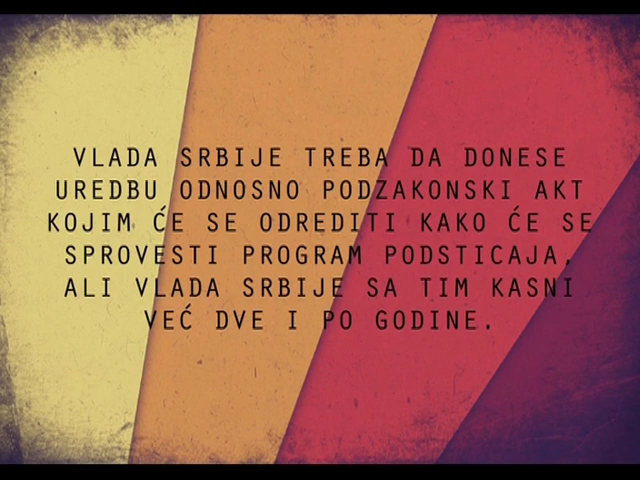 VLADA SRBIJE TREBA DA DONESE
UREDBU ODNOSNO PODZAKONSKI AKT
KOJIM ĆE SE ODREDITI KAKO ĆE SE
SPROVESTI PROGRAM PODSTICAJA,
ALI VLADA SRBIJE SA TIM KASNI
VEĆ DVE I PO GODINE.